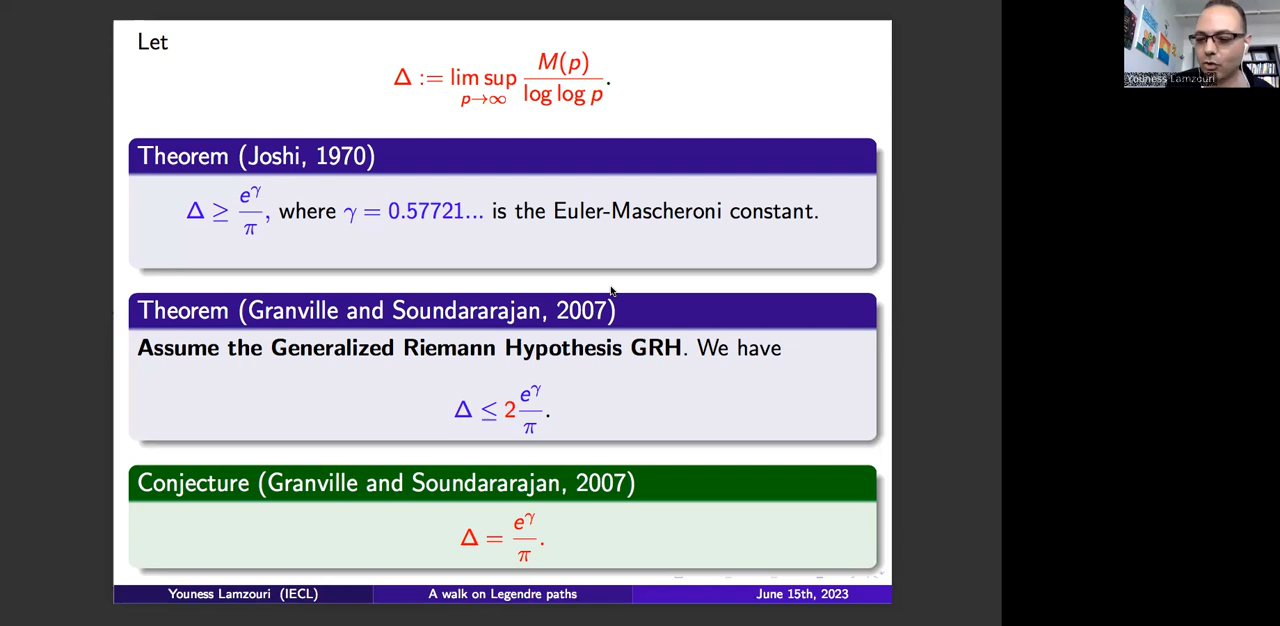 Let
Δ := lim sup_{p→∞} M(p) / log log p.
Theorem (Joshi, 1970)
Δ ≥ e^γ / π, where γ = 0.57721... is the Euler-Mascheroni constant.
Theorem (Granville and Soundararajan, 2007)
Assume the Generalized Riemann Hypothesis GRH. We have
Δ ≤ 2 e^γ / π.
Conjecture (Granville and Soundararajan, 2007)
Δ = e^γ / π.
Youness Lamzouri (IECL) A walk on Legendre paths June 15th, 2023
Youness Lamzouri